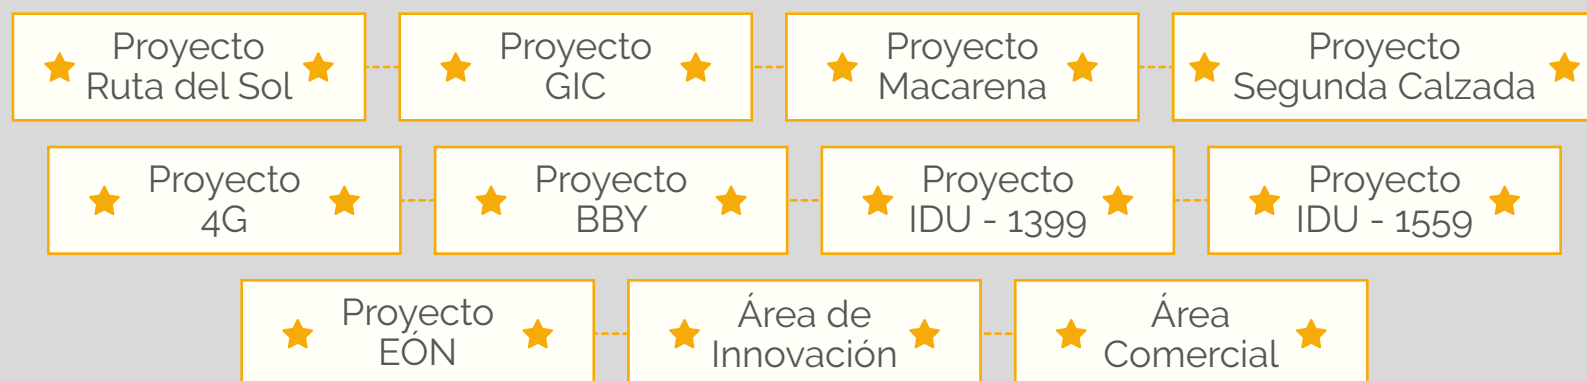 Proyecto
Ruta del Sol
Proyecto
GIC
Proyecto
Macarena
Proyecto
Segunda Calzada
Proyecto
4G
Proyecto
BBY
Proyecto
IDU - 1399
Proyecto
IDU - 1559
Proyecto
EÓN
Área de
Innovación
Área
Comercial